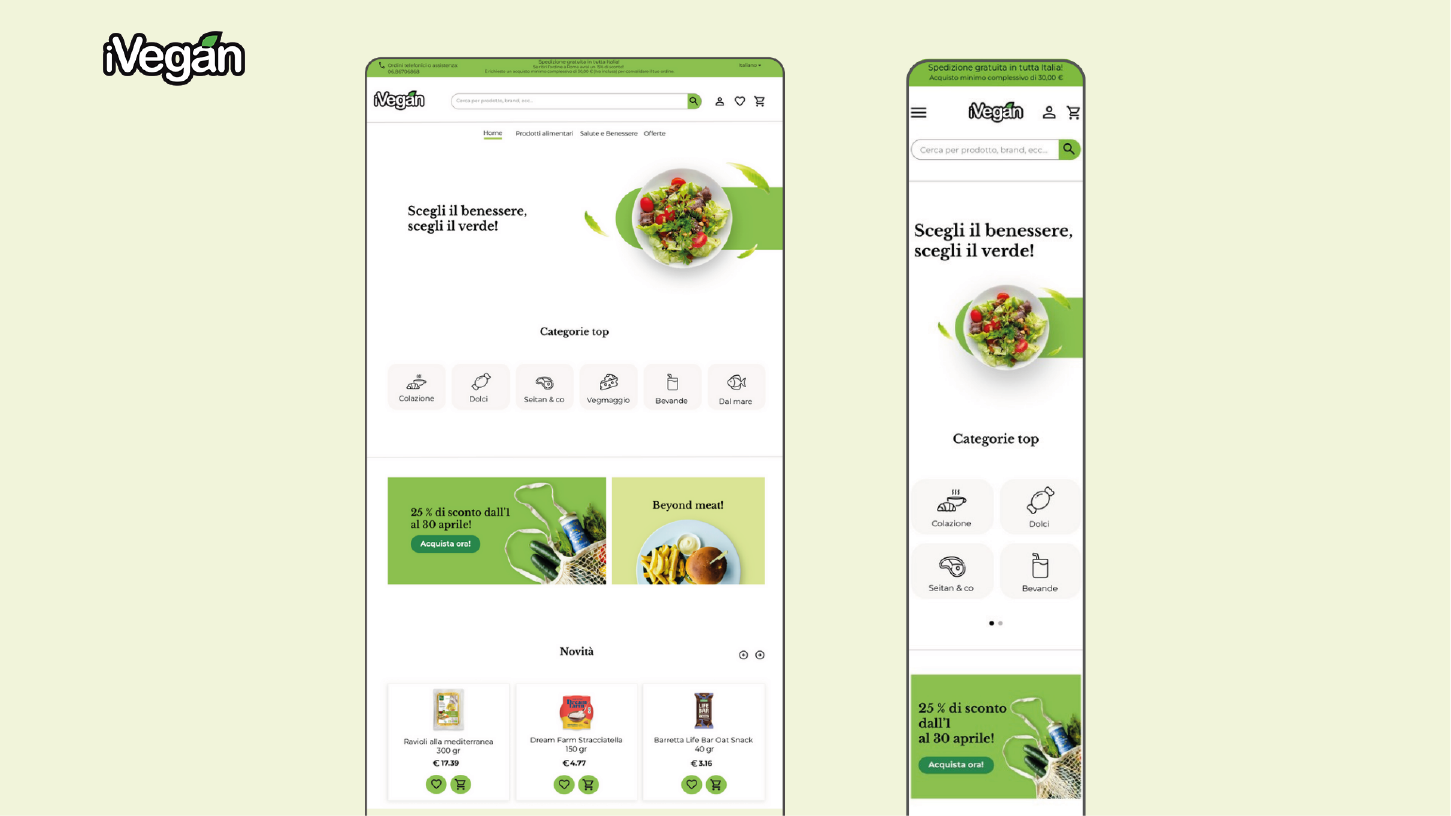 iVegan
Ordini telefonici e assistenza
06.86706868
Spedizione gratuita in tutta Italia!
Italiano
iVegan
Cerca per prodotto, brand, ecc...
Home Prodotti alimentari Salute e Benessere Offerte
Scegli il benessere,
scegli il verde!
Categorie top
Colazione Dolci Seitan & co Vegmaggio Bevande Dal mare
25 % di sconto dall'1
al 30 aprile!
Acquista ora!
Beyond meat!
Novità
Ravioli alla mediterranea
300 gr
€ 17.39
Dream Farm Stracciatella
150 gr
€ 4.77
Barretta Life Bar Oat Snack
40 gr
€ 3.16
Spedizione gratuita in tutta Italia!
Acquisto minimo complessivo di 30,00 €
iVegan
Cerca per prodotto, brand, ecc...
Scegli il benessere,
scegli il verde!
Categorie top
Colazione Dolci
Seitan & co Bevande
25 % di sconto
dall'1
al 30 aprile!
Acquista ora!